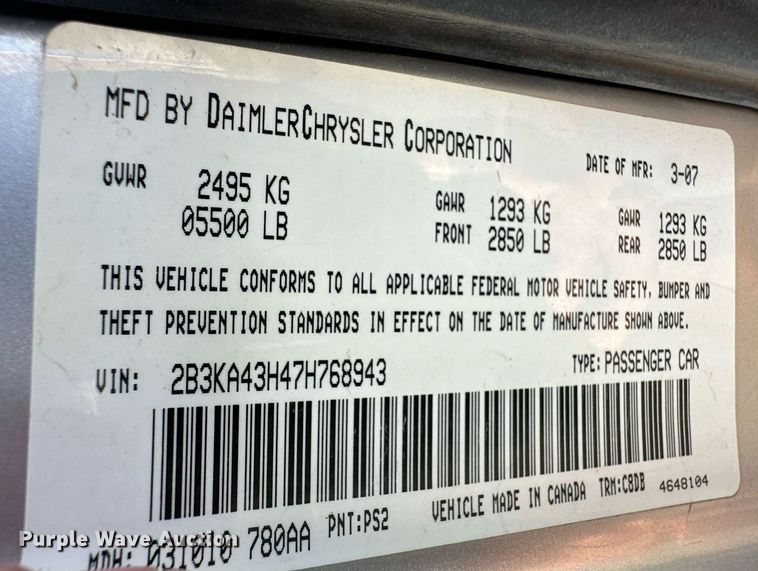 MFD BY DAIMLERCHRYSLER CORPORATION
DATE OF MFR: 3-07
GVWR 2495 KG
05500 LB
GAWR FRONT 1293 KG
2850 LB
GAWR REAR 1293 KG
2850 LB
THIS VEHICLE CONFORMS TO ALL APPLICABLE FEDERAL MOTOR VEHICLE SAFETY, BUMPER AND
THEFT PREVENTION STANDARDS IN EFFECT ON THE DATE OF MANUFACTURE SHOWN ABOVE.
VIN: 2B3KA43H47H768943
TYPE: PASSENGER CAR
MDH: 031010 780AA PNT:PS2 VEHICLE MADE IN CANADA TRM:C8DB 4648104
Purple Wave Auction